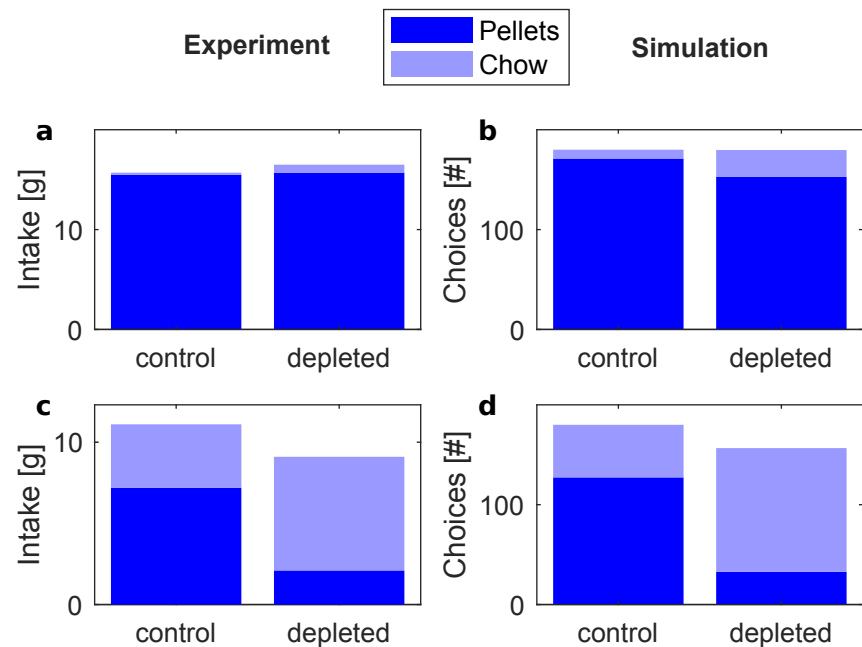 Experiment
Pellets
Chow
Simulation
a
b
Intake [g]
10
0
control
depleted
Choices [#]
100
0
control
depleted
c
d
Intake [g]
10
0
control
depleted
Choices [#]
100
0
control
depleted